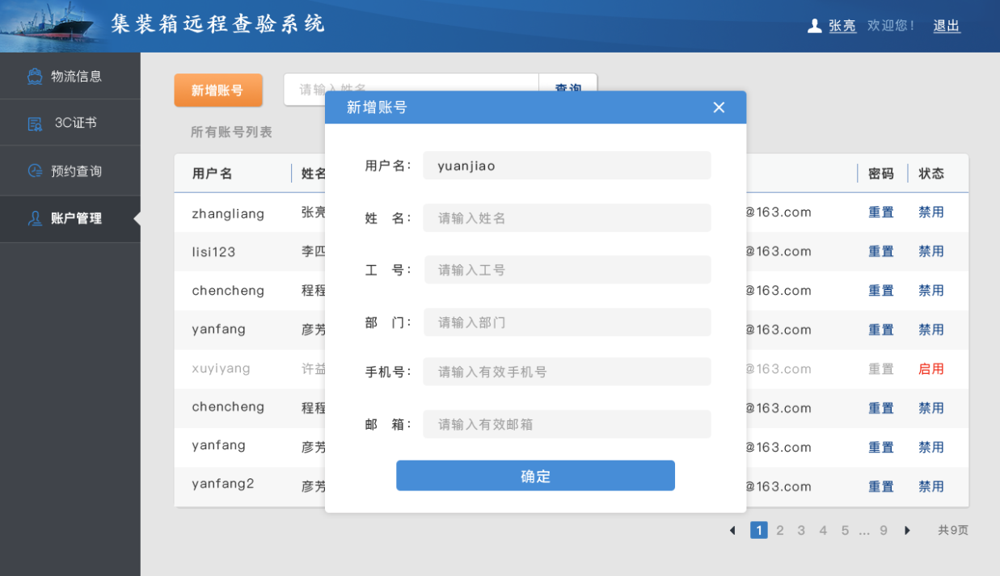 集装箱远程查验系统
张亮 欢迎您! 退出
物流信息
3C证书
预约查询
账户管理
新增账号 请输入姓名 查询
所有账号列表
用户名 姓名 密码 状态
zhangliang 张亮 @163.com 重置 禁用
lisi123 李四 @163.com 重置 禁用
chencheng 程程 @163.com 重置 禁用
yanfang 彦芳 @163.com 重置 禁用
xuyiyang 许益 @163.com 重置 启用
chencheng 程程 @163.com 重置 禁用
yanfang 彦芳 @163.com 重置 禁用
yanfang2 彦芳 @163.com 重置 禁用
新增账号
用户名: yuanjiao
姓 名: 请输入姓名
工 号: 请输入工号
部 门: 请输入部门
手机号: 请输入有效手机号
邮 箱: 请输入有效邮箱
确定
1 2 3 4 5 ... 9 共9页